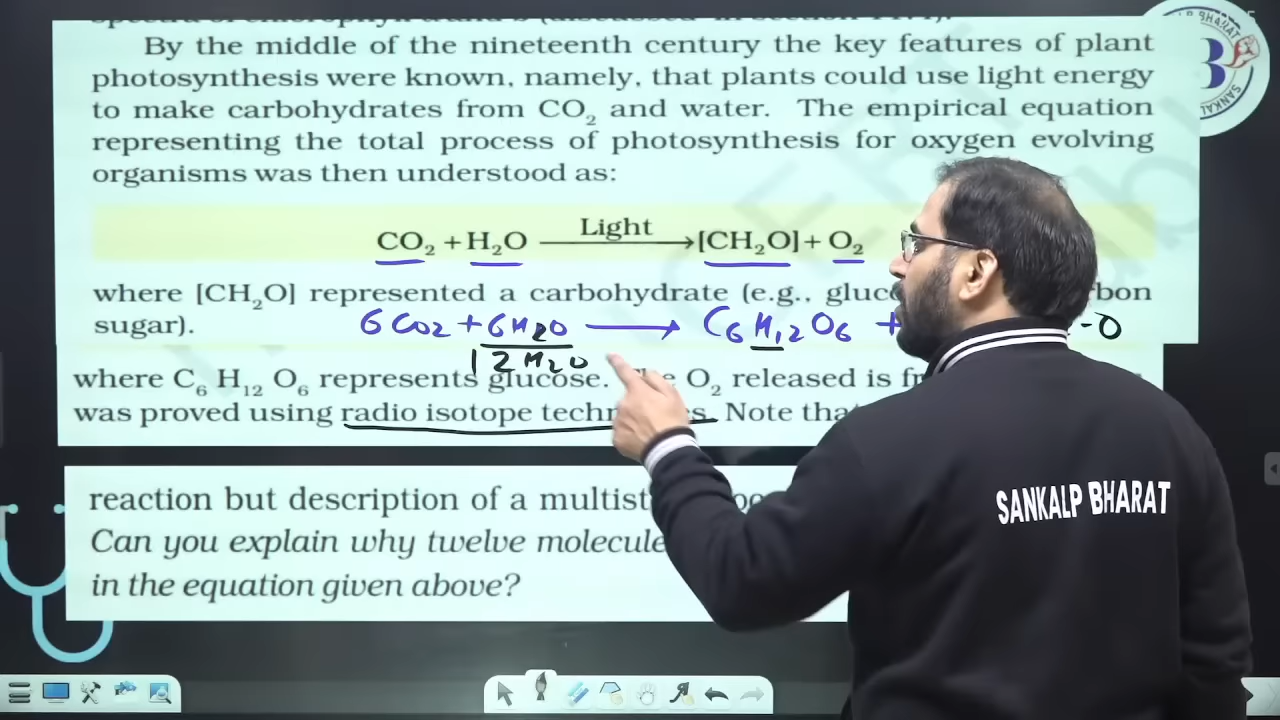 By the middle of the nineteenth century the key features of plant
photosynthesis were known, namely, that plants could use light energy
to make carbohydrates from CO₂ and water. The empirical equation
representing the total process of photosynthesis for oxygen evolving
organisms was then understood as:
CO₂ + H₂O ⟶ [CH₂O] + O₂
Light
where [CH₂O] represented a carbohydrate (e.g., gluco
sugar).
6CO₂ + 6H₂O ⟶ C₆H₁₂O₆ +
12H₂O
where C₆ H₁₂ O₆ represents glucose. O₂ released is
was proved using radio isotope Note that
reaction but description of a
Can you explain why twelve
in the equation given above?
SANKALP BHARAT